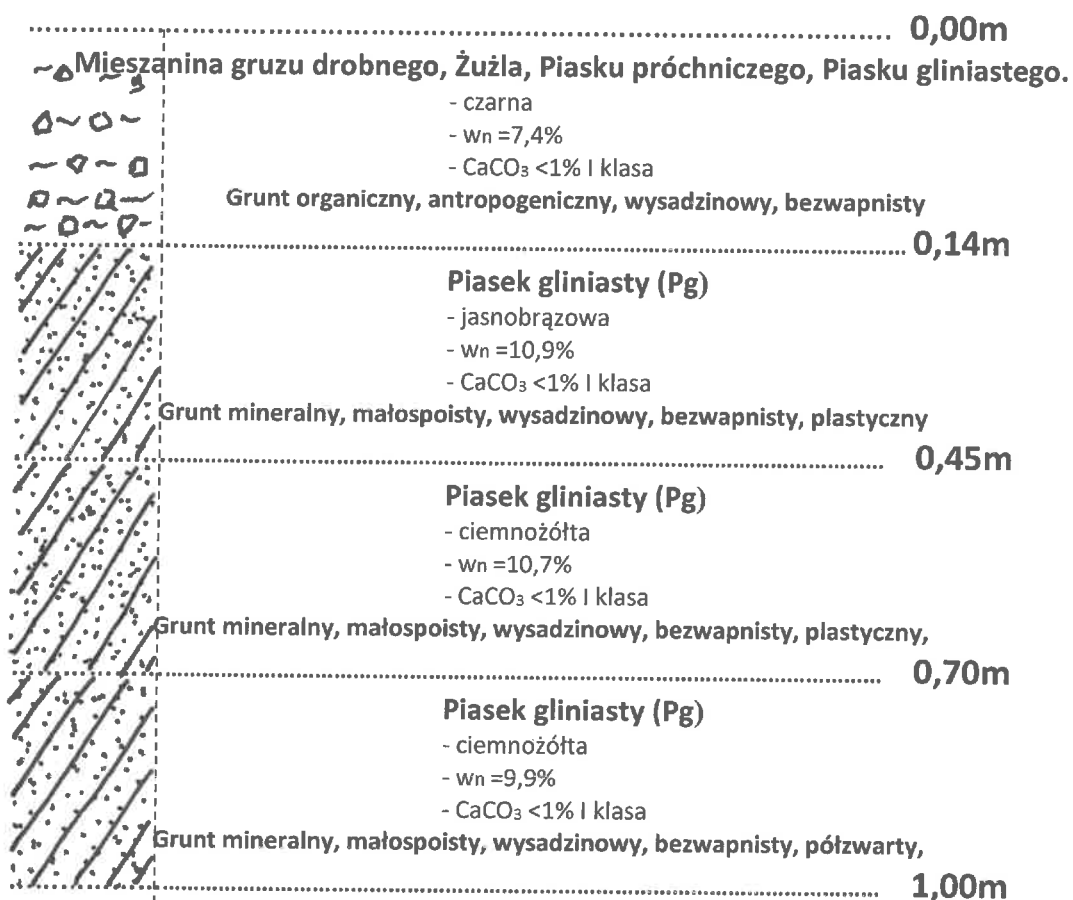 0,00m
Mieszanina gruzu drobnego, Żużla, Piasku próchniczego, Piasku gliniastego.
- czarna
- wn =7,4%
- CaCO₃ <1% I klasa
Grunt organiczny, antropogeniczny, wysadzinowy, bezwapnisty
0,14m
Piasek gliniasty (Pg)
- jasnobrązowa
- wn =10,9%
- CaCO₃ <1% I klasa
Grunt mineralny, małospoisty, wysadzinowy, bezwapnisty, plastyczny
0,45m
Piasek gliniasty (Pg)
- ciemnożółta
- wn =10,7%
- CaCO₃ <1% I klasa
Grunt mineralny, małospoisty, wysadzinowy, bezwapnisty, plastyczny,
0,70m
Piasek gliniasty (Pg)
- ciemnożółta
- wn =9,9%
- CaCO₃ <1% I klasa
Grunt mineralny, małospoisty, wysadzinowy, bezwapnisty, półzwarty,
1,00m